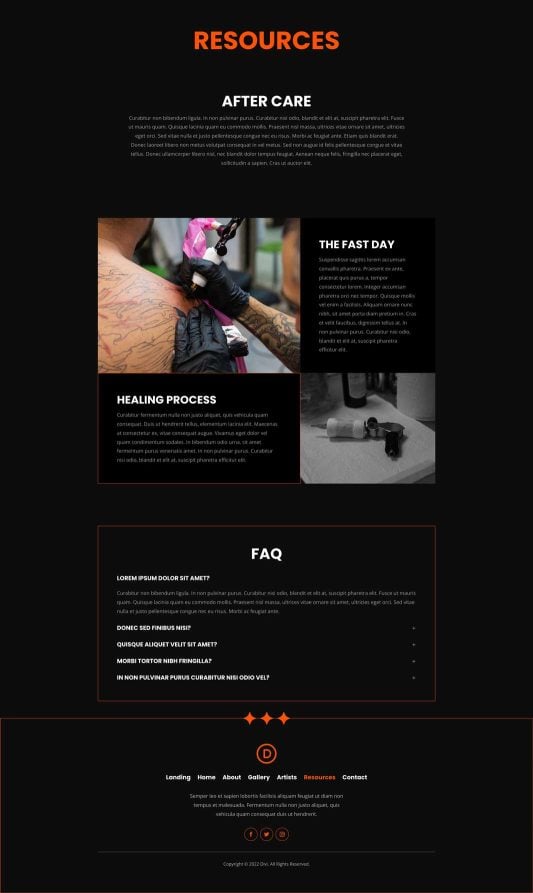 RESOURCES
AFTER CARE
Curabitur non bibendum ligula. In non pulvinar purus. Curabitur nisi odio, blandit et elit at, suscipit pharetra elit. Fusce
ut mauris quam. Quisque lacinia quam eu commodo mollis. Praesent nisl massa, ultrices vitae ornare sit amet, ultricies
eget orci. Sed vitae nulla et justo pellentesque congue nec eu risus. Morbi ac feugiat ante. Etiam quis blandit erat.
Donec laoreet libero non metus volutpat consequat in vel metus. Sed non augue id felis pellentesque congue et vitae
tellus. Donec ullamcorper libero nisl, nec blandit dolor tempus feugiat. Aenean neque felis, fringilla nec placerat eget,
sollicitudin a sapien. Cras ut auctor elit.
THE FAST DAY
Suspendisse sagittis lorem accumsan
convallis pharetra. Praesent ex ante,
placerat quis purus a, tempor
consectetur lorem. Integer accumsan
pharetra orci nec tempor. Quisque mollis
vel enim a facilisis. Aliquam ornare nunc
nibh, sit amet porta diam pretium in. Cras
et velit faucibus, dignissim tellus at, In
non pulvinar purus. Curabitur nisi odio,
blandit et elit at, suscipit pharetra
efficitur elit.
HEALING PROCESS
Curabitur fermentum nulla non justo aliquet, quis vehicula quam
consequat. Duis ut hendrerit tellus, elementum lacinia elit. Maecenas
at consectetur ex, vitae consequat augue. Vivamus eget dolor vel
quam condimentum sodales. In bibendum odio urna, sit amet
fermentum purus venenatis amet. In non pulvinar purus. Curabitur
nisi odio, blandit et elit at, suscipit pharetra efficitur elit.
FAQ
LOREM IPSUM DOLOR SIT AMET?
Curabitur non bibendum ligula. In non pulvinar purus. Curabitur nisi odio, blandit et elit at, suscipit pharetra elit. Fusce ut mauris
quam. Quisque lacinia quam eu commodo mollis. Praesent nisl massa, ultrices vitae ornare sit amet, ultricies eget orci. Sed vitae
nulla et justo pellentesque congue nec eu risus. Morbi ac feugiat ante.
DONEC SED FINIBUS NISI? +
QUISQUE ALIQUET VELIT SIT AMET? +
MORBI TORTOR NIBH FRINGILLA? +
IN NON PULVINAR PURUS CURABITUR NISI ODIO VEL? +
D
Landing Home About Gallery Artists Resources Contact
Semper leo et sapien lobortis facilisis aliquam feugiat ut diam non
tempus et malesuada. Fermentum nulla non justo aliquet, quis
vehicula quam consequat duis ut hendrerit.
Copyright © 2022 Divi. All Rights Reserved.